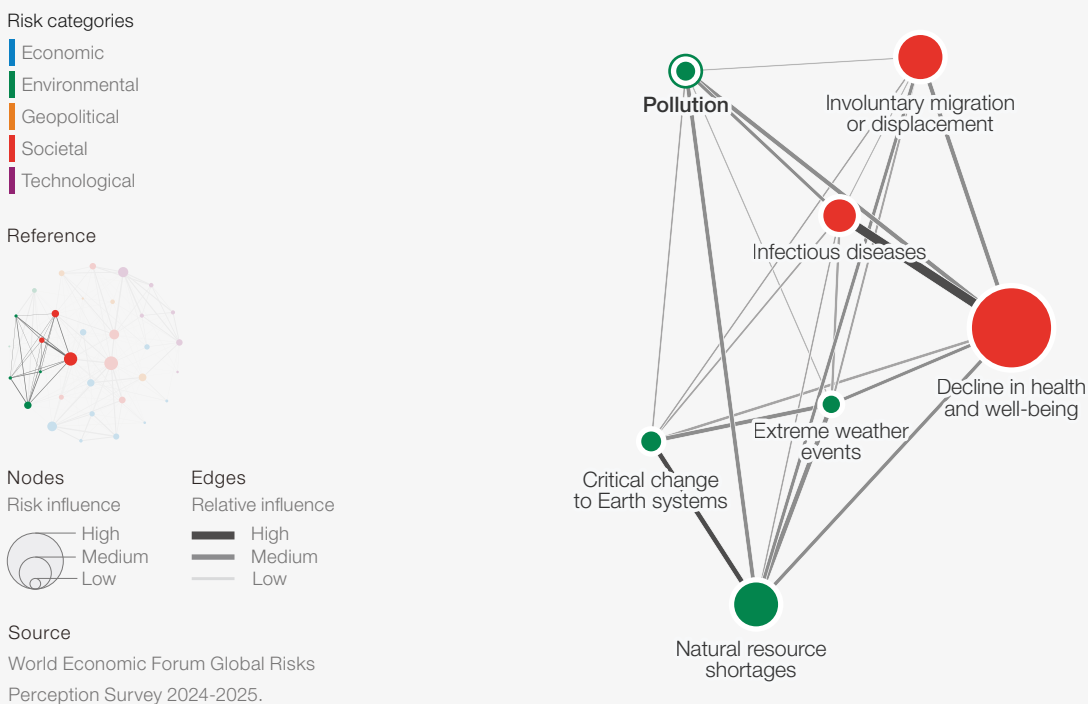 Risk categories
Economic
Environmental
Geopolitical
Societal
Technological
Reference
Nodes
Risk influence
High
Medium
Low
Edges
Relative influence
High
Medium
Low
Source
World Economic Forum Global Risks
Perception Survey 2024-2025.
Pollution
Involuntary migration
or displacement
Infectious diseases
Decline in health
and well-being
Extreme weather
events
Critical change
to Earth systems
Natural resource
shortages